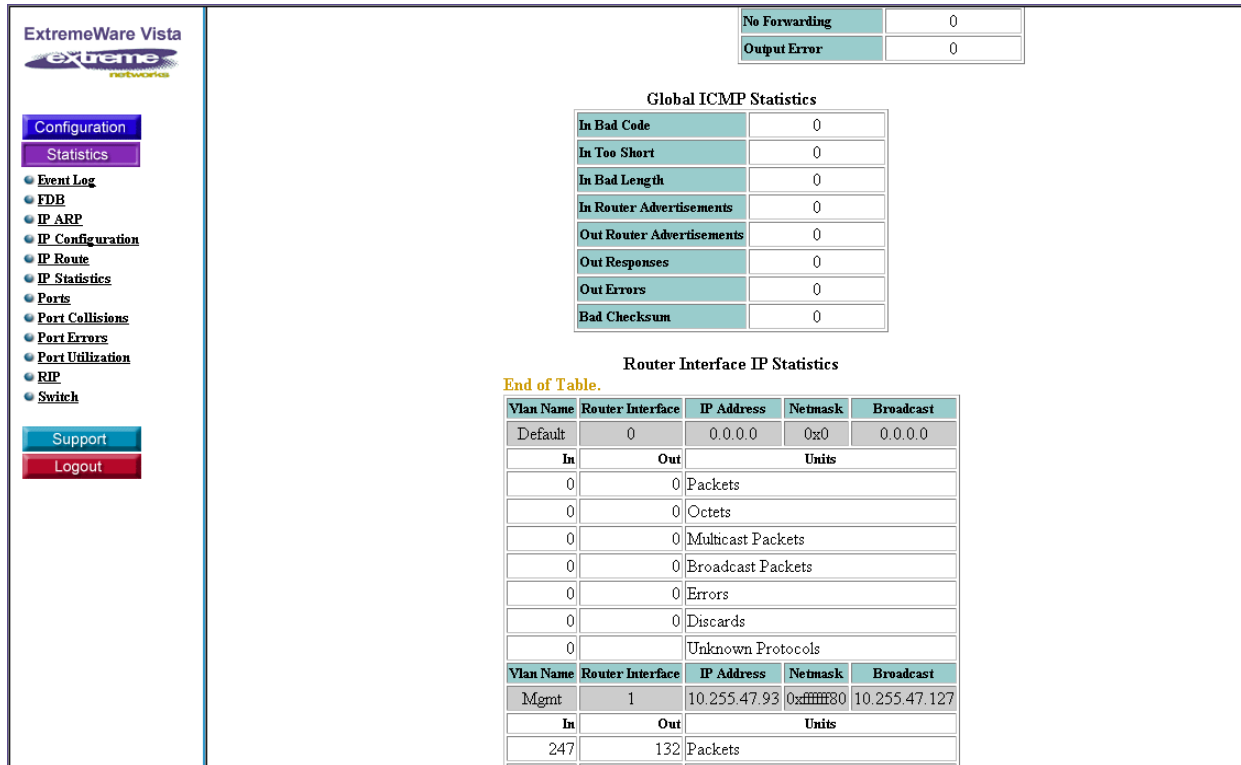 ExtremeWare Vista
extreme
networks
Configuration
Statistics
Event Log
FDB
IP ARP
IP Configuration
IP Route
IP Statistics
Ports
Port Collisions
Port Errors
Port Utilization
RIP
Switch
Support
Logout
No Forwarding 0
Output Error 0
Global ICMP Statistics
In Bad Code 0
In Too Short 0
In Bad Length 0
In Router Advertisements 0
Out Router Advertisements 0
Out Responses 0
Out Errors 0
Bad Checksum 0
Router Interface IP Statistics
End of Table.
Vlan Name Router Interface IP Address Netmask Broadcast
Default 0 0.0.0.0 0x0 0.0.0.0
In Out Units
0 0 Packets
0 0 Octets
0 0 Multicast Packets
0 0 Broadcast Packets
0 0 Errors
0 0 Discards
0 Unknown Protocols
Vlan Name Router Interface IP Address Netmask Broadcast
Mgmt 1 10.255.47.93 0xffffff80 10.255.47.127
In Out Units
247 132 Packets